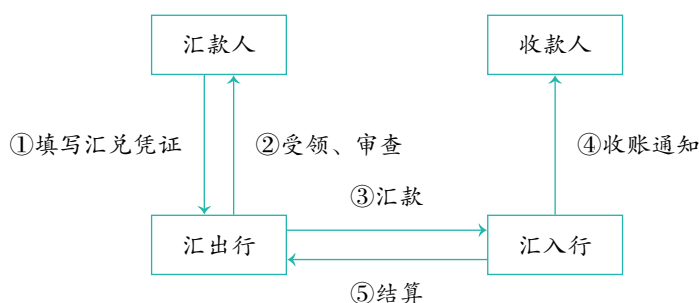 汇款人
收款人
①填写汇兑凭证
②受领、审查
④收账通知
③汇款
汇出行
汇入行
⑤结算